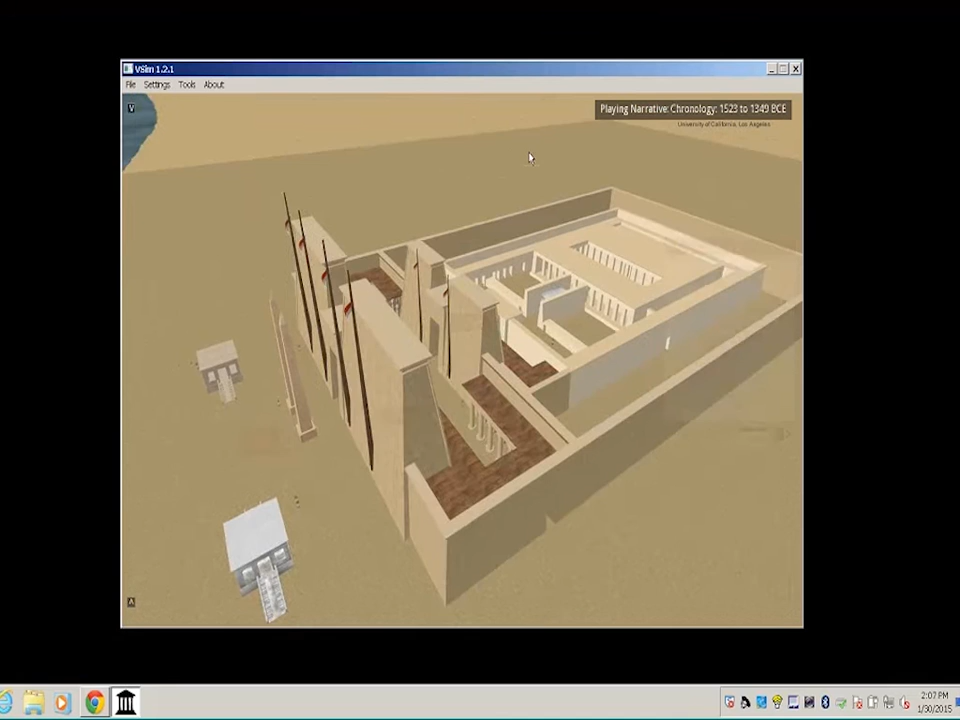 VSim 1.2.1
File Settings Tools About
V
Playing Narrative: Chronology: 1523 to 1349 BCE
University of California, Los Angeles
A
2:07 PM
1/30/2015